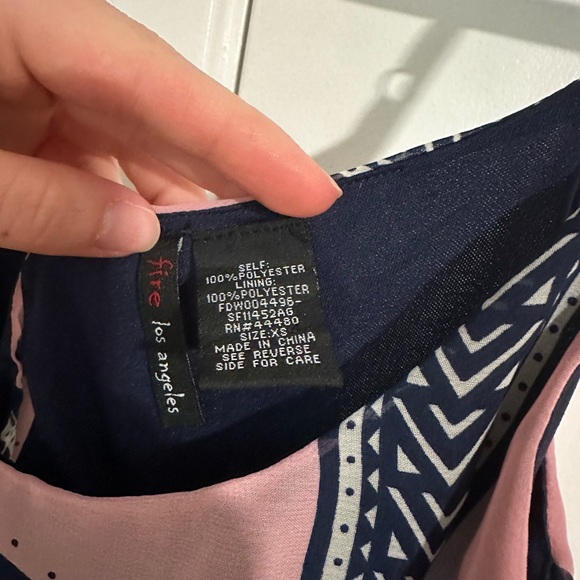 fire los angeles
SELF:
100%POLYESTER
LINING:
100%POLYESTER
FDW004496-
SF11452AG
RN#44480
SIZE:XS
MADE IN CHINA
SEE REVERSE
SIDE FOR CARE